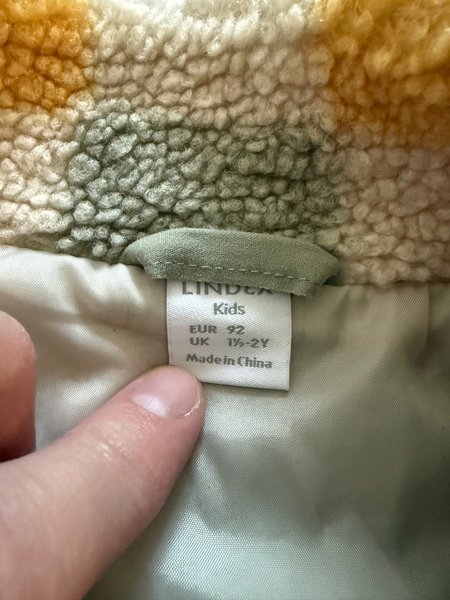 LINDEX
Kids
EUR 92
UK 1½-2Y
Made in China